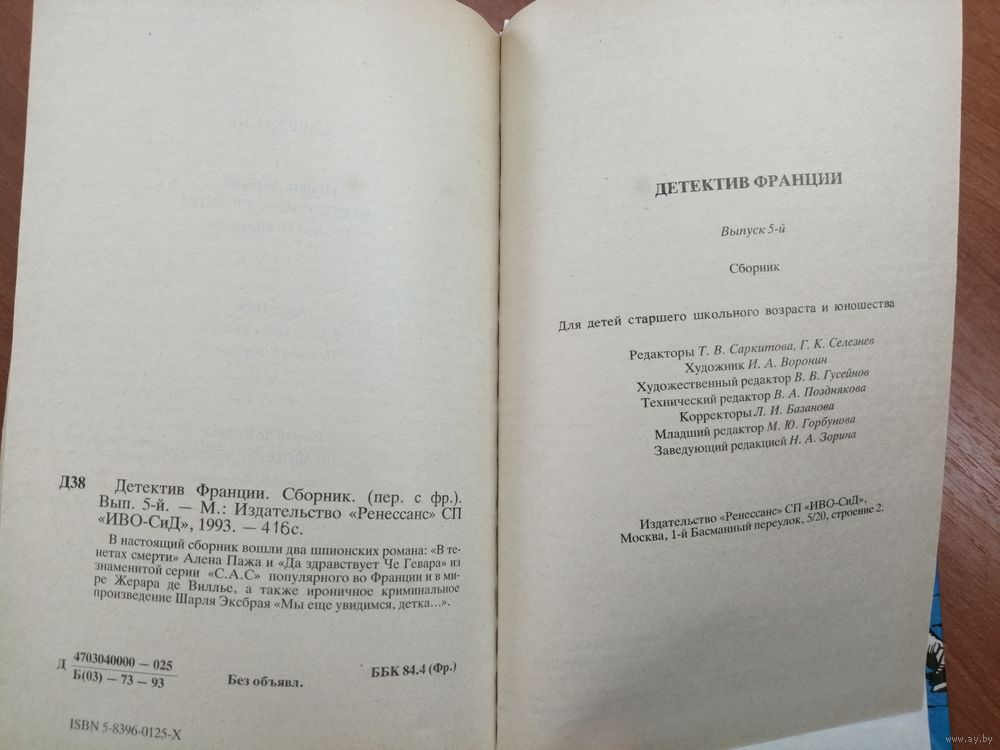 Д38 Детектив Франции. Сборник. (пер. с фр.).
Вып. 5-й. — М.: Издательство «Ренессанс» СП
«ИВО-СиД», 1993. — 416с.
В настоящий сборник вошли два шпионских романа: «В те-
нетах смерти» Алена Пажа и «Да здравствует Че Гевара» из
знаменитой серии «С.А.С» популярного во Франции и в ми-
ре Жерара де Виллье, а также ироничное криминальное
произведение Шарля Эксбрая «Мы еще увидимся, детка...».
Д 4703040000 — 025
Б(03) — 73 — 93
Без объявл.
ББК 84.4 (Фр.)
ISBN 5-8396-0125-X
ДЕТЕКТИВ ФРАНЦИИ
Выпуск 5-й
Сборник
Для детей старшего школьного возраста и юношества
Редакторы Т. В. Саркитова, Г. К. Селезнев
Художник И. А. Воронин
Художественный редактор В. В. Гусейнов
Технический редактор В. А. Позднякова
Корректоры Л. И. Базанова
Младший редактор М. Ю. Горбунова
Заведующий редакцией Н. А. Зорина
Издательство «Ренессанс» СП «ИВО-СиД»,
Москва, 1-й Басманный переулок, 5/20, строение 2.
www.ay.by